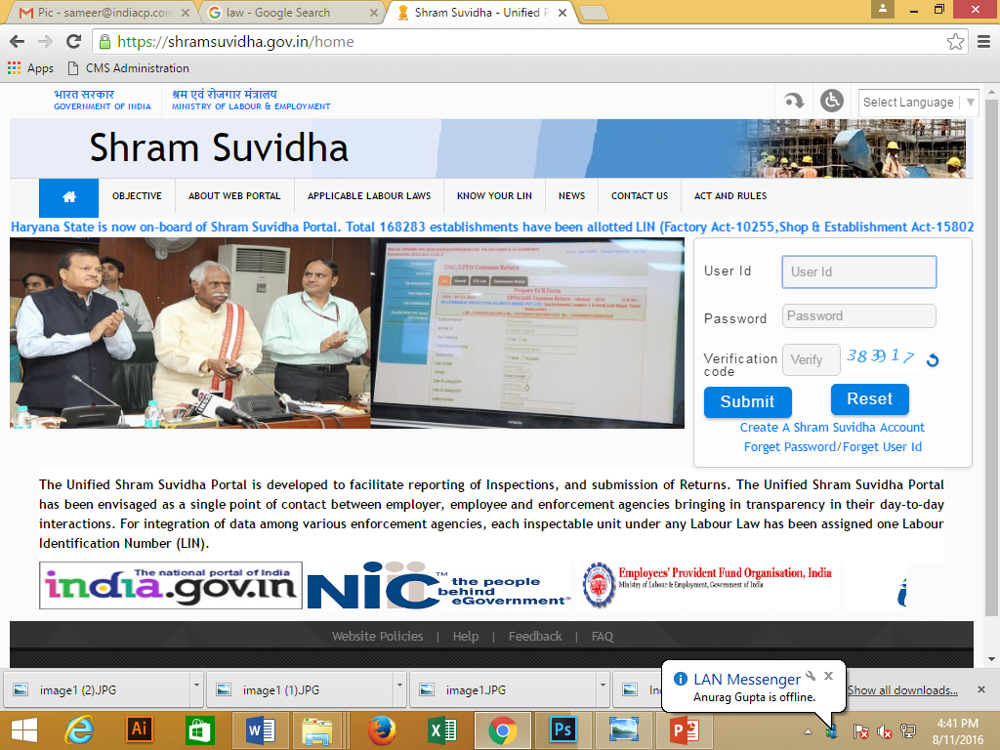 Pic - sameer@indiacp.com
law - Google Search
Shram Suvidha - Unified P
https://shramsuvidha.gov.in/home
Apps
CMS Administration
भारत सरकार
GOVERNMENT OF INDIA
श्रम एवं रोजगार मंत्रालय
MINISTRY OF LABOUR & EMPLOYMENT
Select Language
Shram Suvidha
OBJECTIVE
ABOUT WEB PORTAL
APPLICABLE LABOUR LAWS
KNOW YOUR LIN
NEWS
CONTACT US
ACT AND RULES
Haryana State is now on-board of Shram Suvidha Portal. Total 168283 establishments have been allotted LIN (Factory Act-10255,Shop & Establishment Act-15802
ESIC/EPFO Common Return
Prepare ECR Form
User Id
User Id
Password
Password
Verification
code
Verify
383917
Submit
Reset
Create A Shram Suvidha Account
Forget Password/Forget User Id
The Unified Shram Suvidha Portal is developed to facilitate reporting of Inspections, and submission of Returns. The Unified Shram Suvidha Portal
has been envisaged as a single point of contact between employer, employee and enforcement agencies bringing in transparency in their day-to-day
interactions. For integration of data among various enforcement agencies, each inspectable unit under any Labour Law has been assigned one Labour
Identification Number (LIN).
The national portal of India
india.gov.in
NIC™
the people
behind
eGovernment™
Employees' Provident Fund Organisation, India
Ministry of Labour & Employment, Government of India
Website Policies | Help | Feedback | FAQ
image1 (2).JPG
image1 (1).JPG
image1.JPG
Show all downloads...
LAN Messenger
Anurag Gupta is offline.
Ai
Ps
4:41 PM
8/11/2016